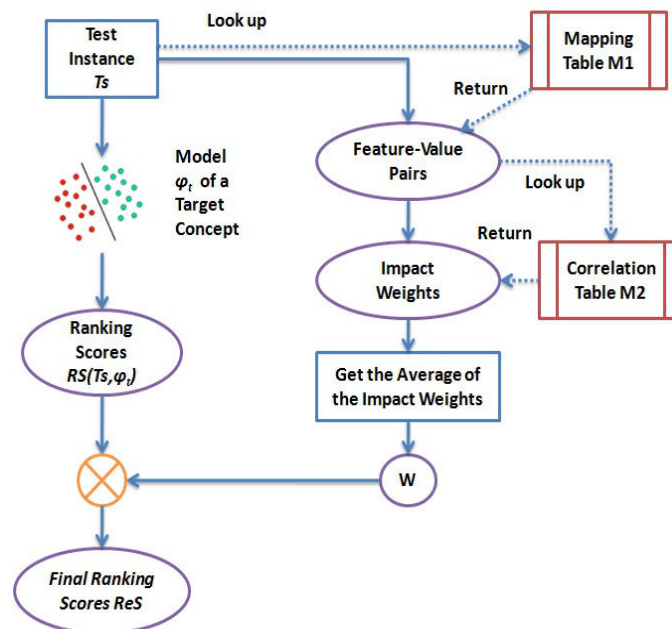 Look up
Test
Instance
Ts
Mapping
Table M1
Return
Model
φt of a
Target
Concept
Feature-Value
Pairs
Look up
Return
Impact
Weights
Correlation
Table M2
Ranking
Scores
RS(Ts,φt)
Get the Average of
the Impact Weights
W
Final Ranking
Scores ReS